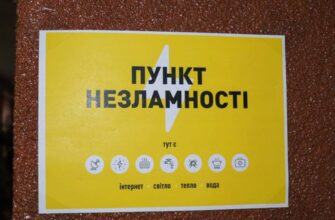 ПУНКТ
НЕЗЛАМНОСТІ
тут є
інтернет світло тепло вода